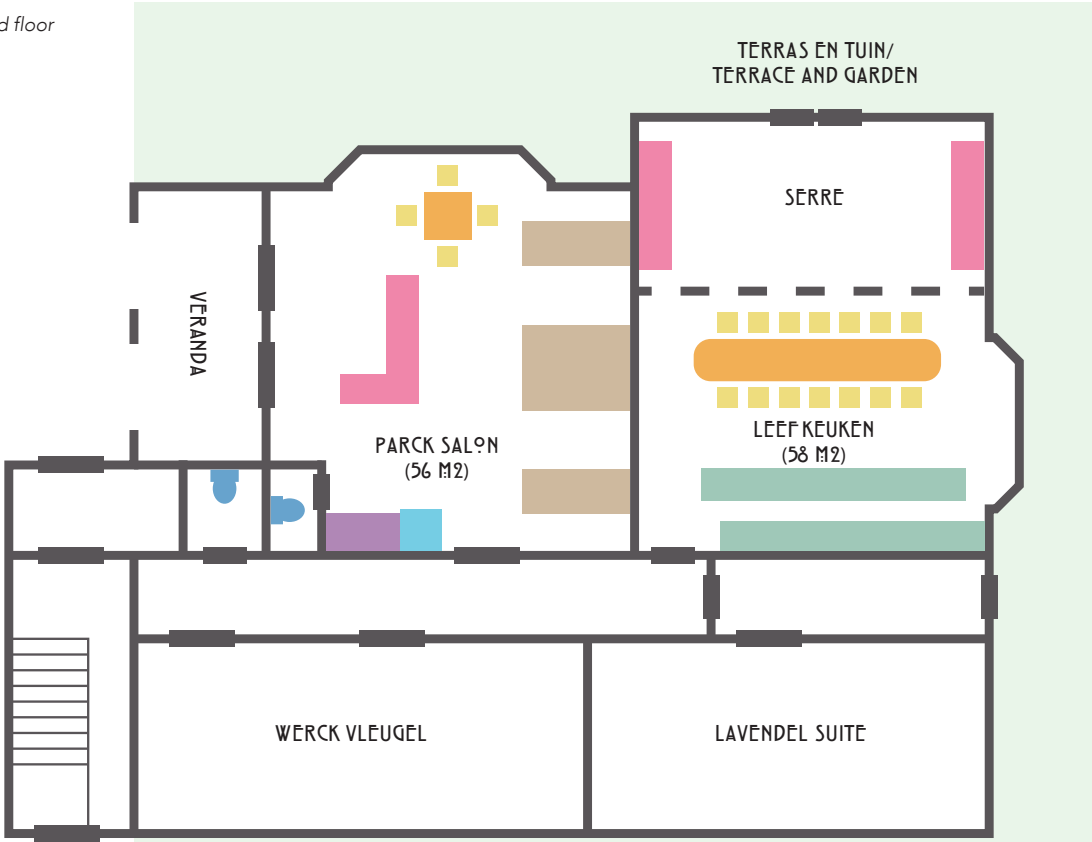 d floor
TERRAS EN TUIN/
TERRACE AND GARDEN
SERRE
VERANDA
LEEFKEUKEN
(58 M2)
PARCK SALON
(56 M2)
WERCK VLEUGEL
LAVENDEL SUITE